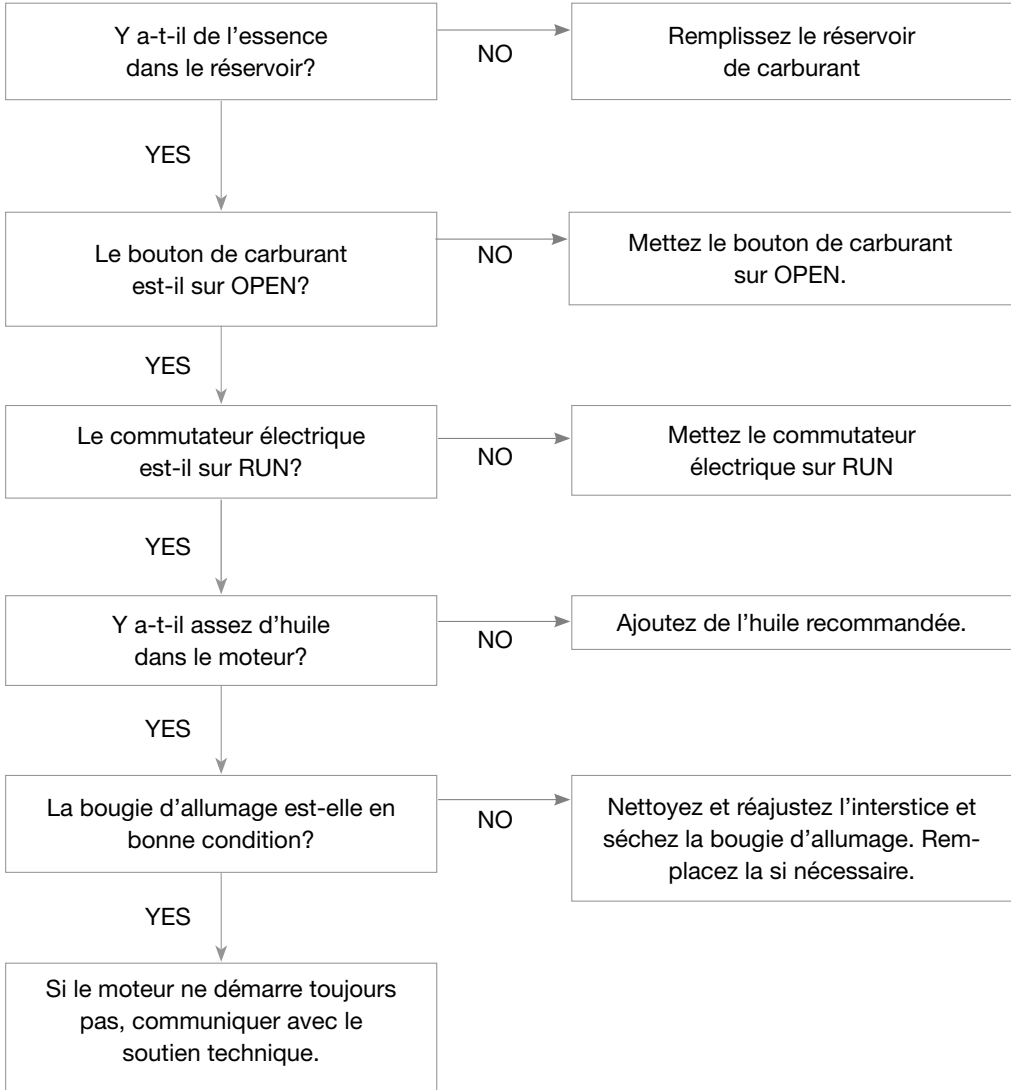 Y a-t-il de l’essence
dans le réservoir?
NO
Remplissez le réservoir
de carburant
YES
Le bouton de carburant
est-il sur OPEN?
NO
Mettez le bouton de carburant
sur OPEN.
YES
Le commutateur électrique
est-il sur RUN?
NO
Mettez le commutateur
électrique sur RUN
YES
Y a-t-il assez d’huile
dans le moteur?
NO
Ajoutez de l’huile recommandée.
YES
La bougie d’allumage est-elle en
bonne condition?
NO
Nettoyez et réajustez l’interstice et
séchez la bougie d’allumage. Rem-
placez la si nécessaire.
YES
Si le moteur ne démarre toujours
pas, communiquer avec le
soutien technique.